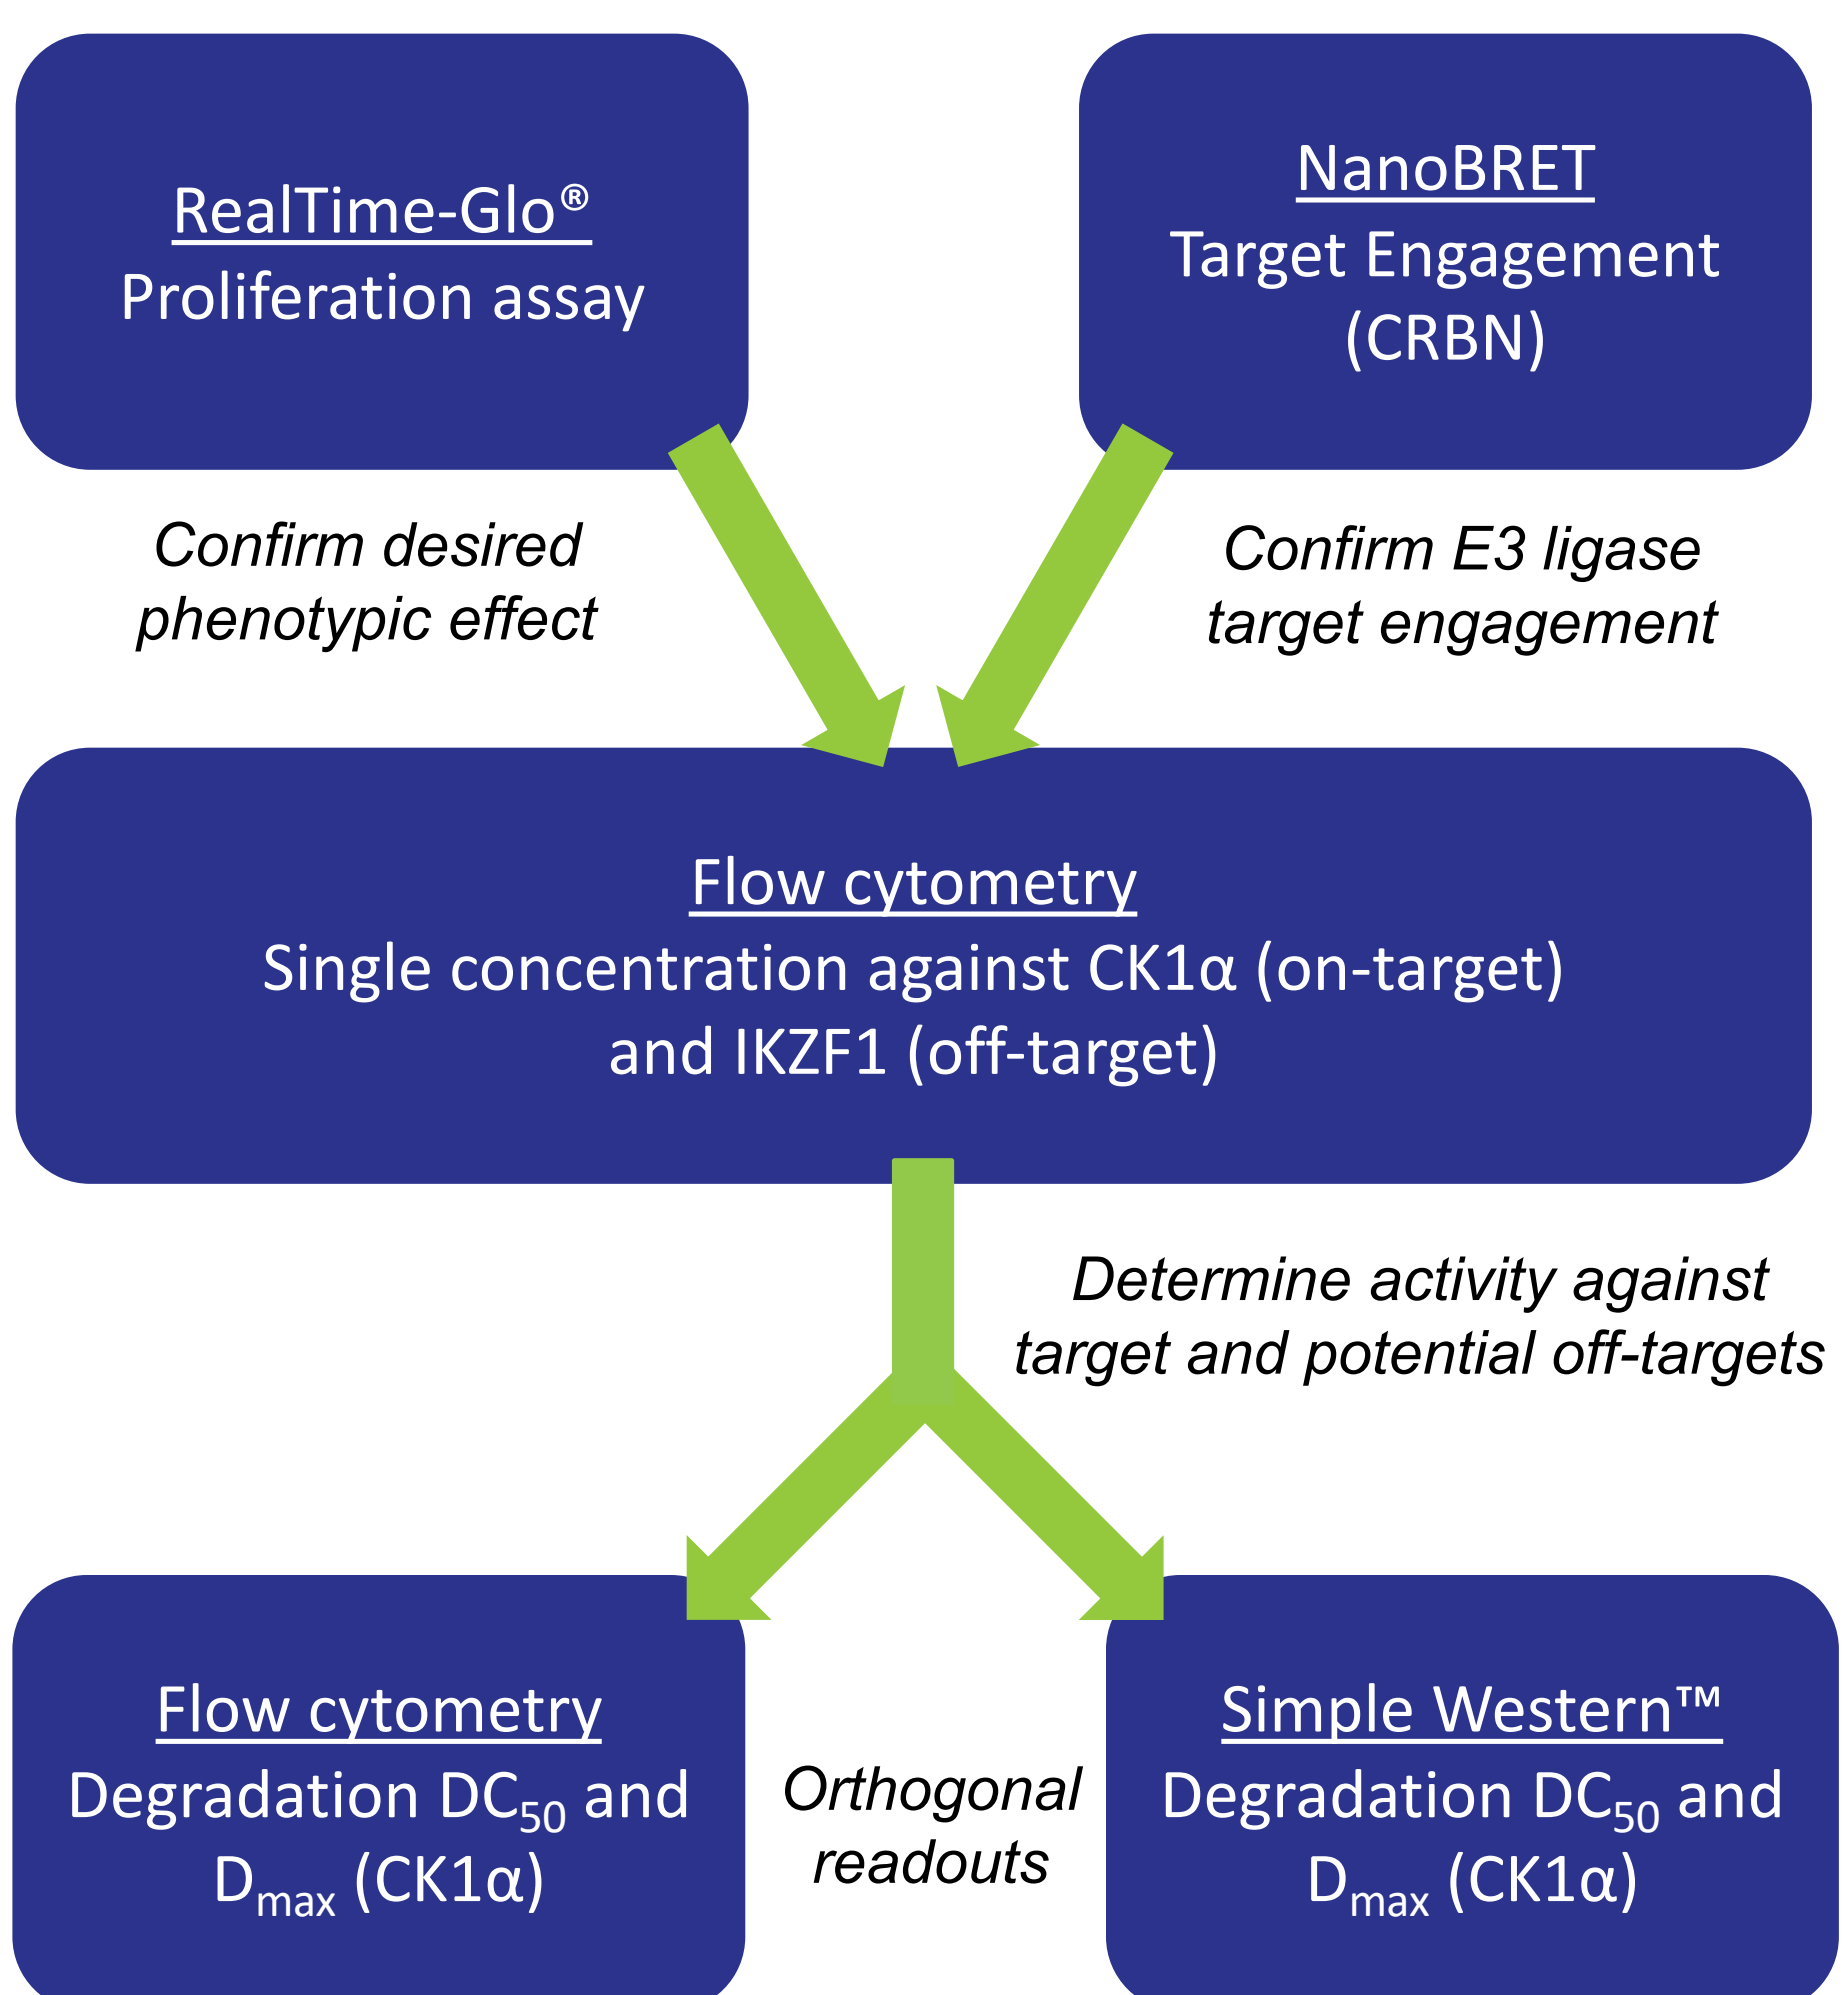 RealTime-Glo®
Proliferation assay
NanoBRET
Target Engagement
(CRBN)
Confirm desired
phenotypic effect
Confirm E3 ligase
target engagement
Flow cytometry
Single concentration against CK1α (on-target)
and IKZF1 (off-target)
Determine activity against
target and potential off-targets
Flow cytometry
Degradation DC50 and
Dmax (CK1α)
Orthogonal
readouts
Simple Western™
Degradation DC50 and
Dmax (CK1α)